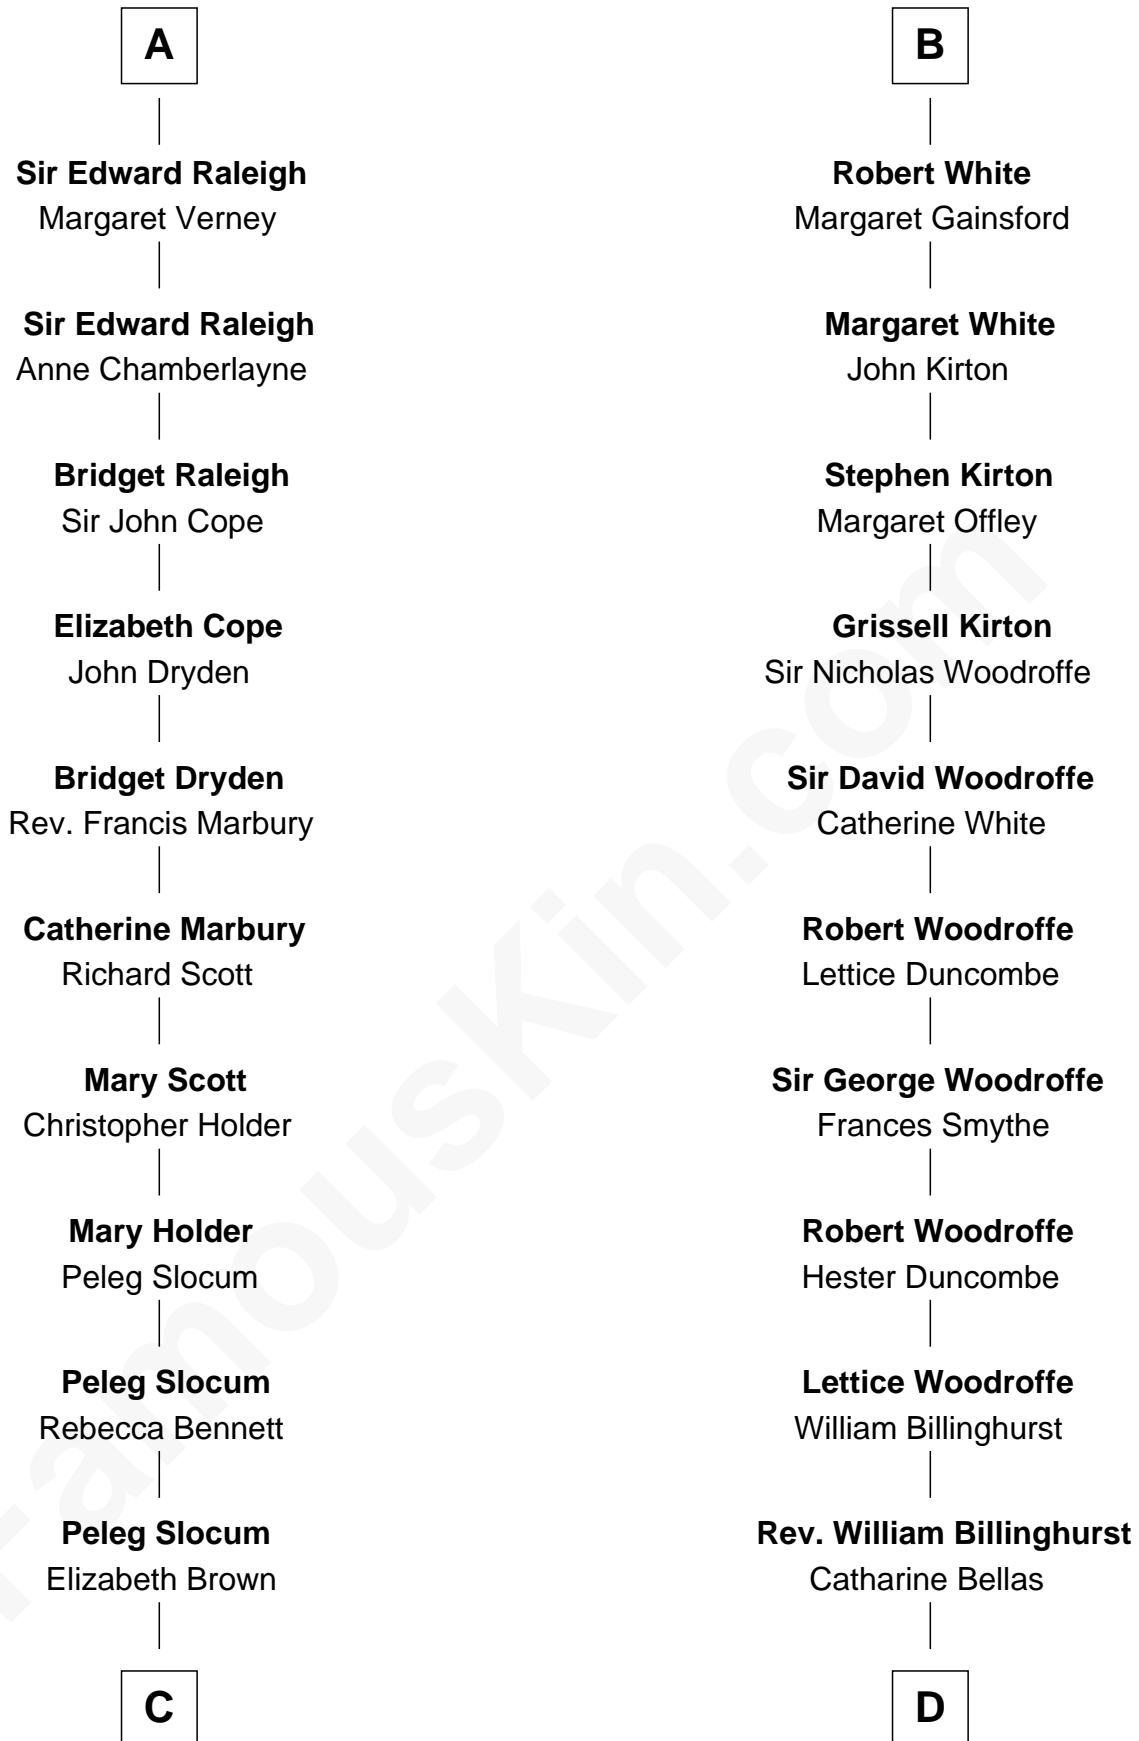 A
Sir Edward Raleigh
Margaret Verney
Sir Edward Raleigh
Anne Chamberlayne
Bridget Raleigh
Sir John Cope
Elizabeth Cope
John Dryden
Bridget Dryden
Rev. Francis Marbury
Catherine Marbury
Richard Scott
Mary Scott
Christopher Holder
Mary Holder
Peleg Slocum
Peleg Slocum
Rebecca Bennett
Peleg Slocum
Elizabeth Brown
C
B
Robert White
Margaret Gainsford
Margaret White
John Kirton
Stephen Kirton
Margaret Offley
Grissell Kirton
Sir Nicholas Woodroffe
Sir David Woodroffe
Catherine White
Robert Woodroffe
Lettice Duncombe
Sir George Woodroffe
Frances Smythe
Robert Woodroffe
Hester Duncombe
Lettice Woodroffe
William Billinghurst
Rev. William Billinghurst
Catharine Bellas
D
FamousKin.com